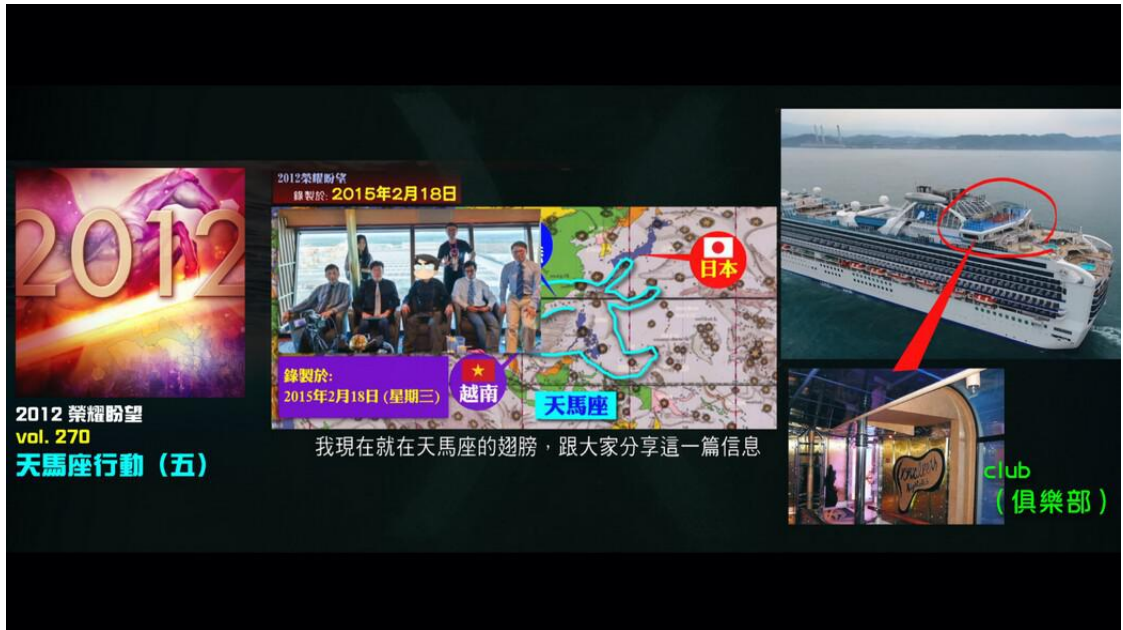 2012
2012 榮耀盼望
vol. 270
天馬座行動（五）
2012榮耀盼望
錄製於: 2015年2月18日
日本
錄製於:
2015年2月18日 (星期三)
越南
天馬座
我現在就在天馬座的翅膀，跟大家分享這一篇信息
club
（俱樂部）